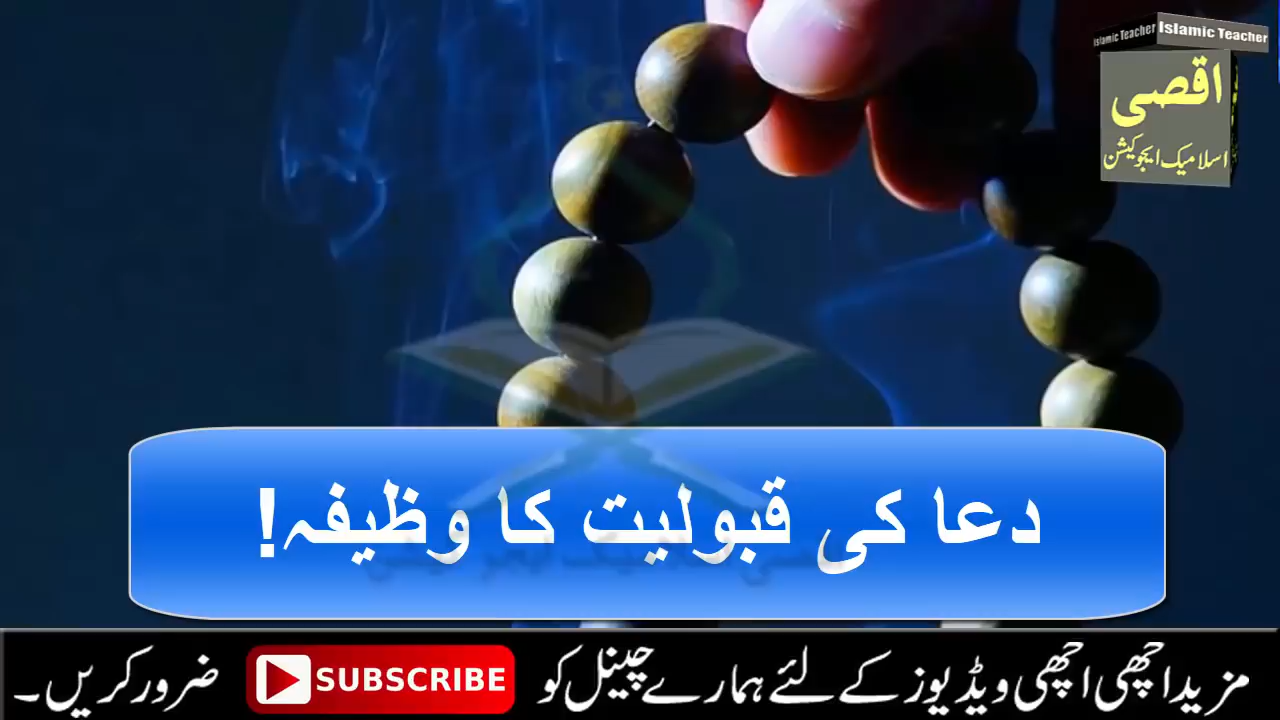 Islamic Teacher Islamic Teacher
اقصی
اسلامیک ایجوکیشن
دعا کی قبولیت کا وظیفہ!
مزید اچھی اچھی ویڈیوز کے لئے ہمارے چینل کو SUBSCRIBE ضرور کریں۔